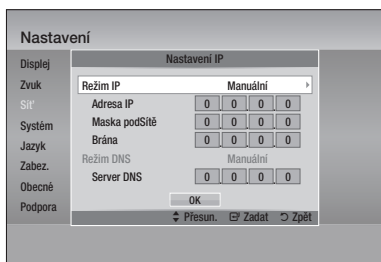 Nastavení
Displej
Zvuk
Síť
Systém
Jazyk
Zabez.
Obecné
Podpora
Nastavení IP
Režim IP Manuální
Adresa IP 0 . 0 . 0 . 0
Maska podSítě 0 . 0 . 0 . 0
Brána 0 . 0 . 0 . 0
Režim DNS Manuální
Server DNS 0 . 0 . 0 . 0
OK
Přesun. Zadat Zpět